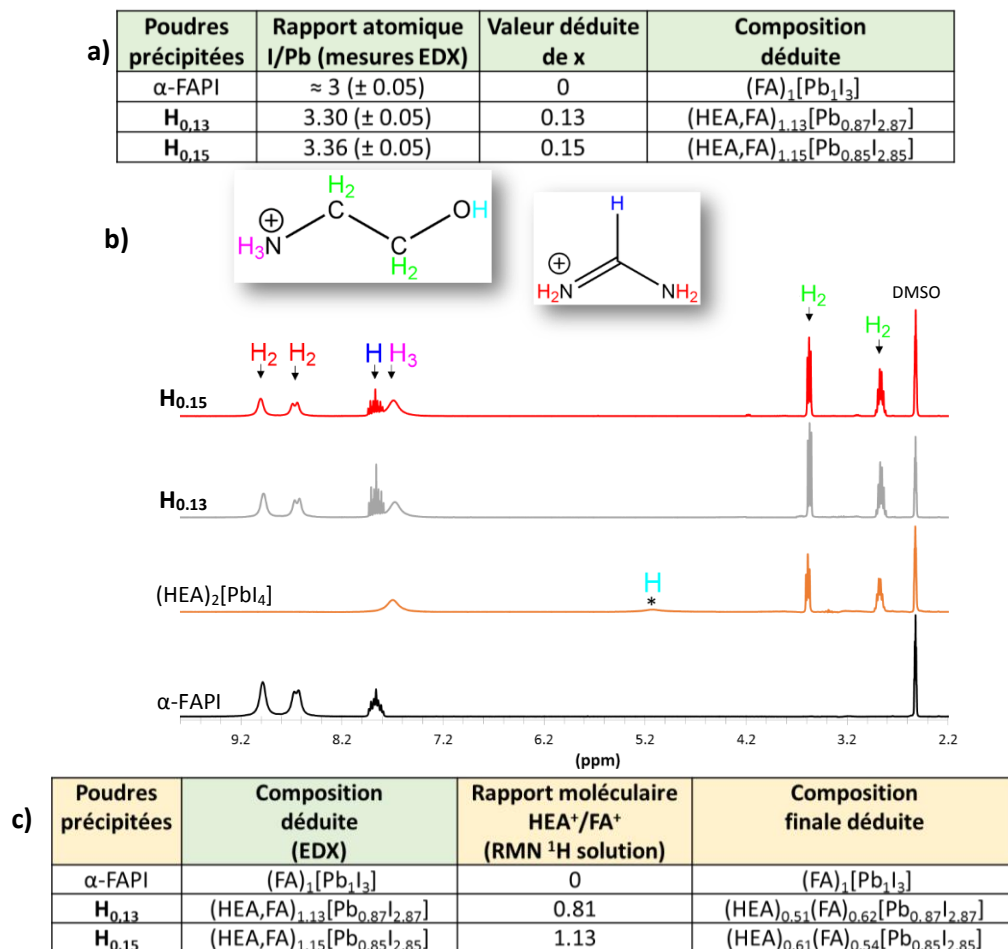 a)
Poudres précipitées | Rapport atomique I/Pb (mesures EDX) | Valeur déduite de x | Composition déduite
α-FAPI | ≈ 3 (± 0.05) | 0 | (FA)₁[Pb₁I₃]
H₀,₁₃ | 3.30 (± 0.05) | 0.13 | (HEA,FA)₁.₁₃[Pb₀.₈₇I₂.₈₇]
H₀,₁₅ | 3.36 (± 0.05) | 0.15 | (HEA,FA)₁.₁₅[Pb₀.₈₅I₂.₈₅]
b)
H₂
C
OH
⊕
H₃N
C
H₂
H
⊕
H₂N
NH₂
H₂ H₂ H H₃ H₂ H₂ DMSO
H₀.₁₅
H₀.₁₃
(HEA)₂[PbI₄]
H
*
α-FAPI
9.2 8.2 7.2 6.2 5.2 4.2 3.2 2.2
(ppm)
c)
Poudres précipitées | Composition déduite (EDX) | Rapport moléculaire HEA⁺/FA⁺ (RMN ¹H solution) | Composition finale déduite
α-FAPI | (FA)₁[Pb₁I₃] | 0 | (FA)₁[Pb₁I₃]
H₀,₁₃ | (HEA,FA)₁.₁₃[Pb₀.₈₇I₂.₈₇] | 0.81 | (HEA)₀.₅₁(FA)₀.₆₂[Pb₀.₈₇I₂.₈₇]
H₀,₁₅ | (HEA,FA)₁.₁₅[Pb₀.₈₅I₂.₈₅] | 1.13 | (HEA)₀.₆₁(FA)₀.₅₄[Pb₀.₈₅I₂.₈₅]